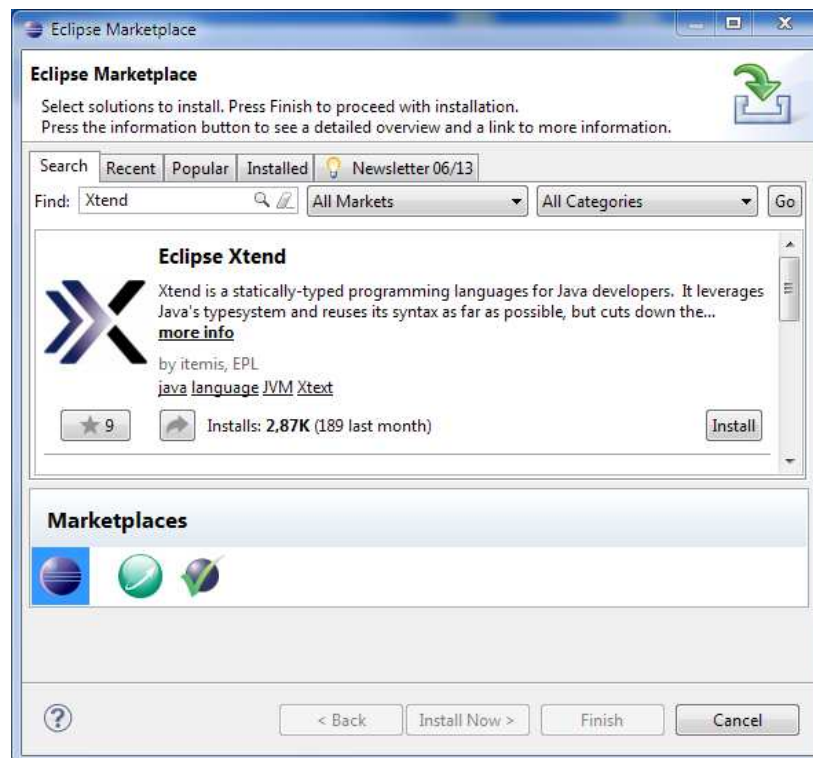 Eclipse Marketplace
Eclipse Marketplace
Select solutions to install. Press Finish to proceed with installation.
Press the information button to see a detailed overview and a link to more information.
Search Recent Popular Installed Newsletter 06/13
Find: Xtend All Markets All Categories Go
Eclipse Xtend
Xtend is a statically-typed programming languages for Java developers. It leverages
Java's typesystem and reuses its syntax as far as possible, but cuts down the...
more info
by itemis, EPL
java language JVM Xtext
9 Installs: 2,87K (189 last month) Install
Marketplaces
? < Back Install Now > Finish Cancel